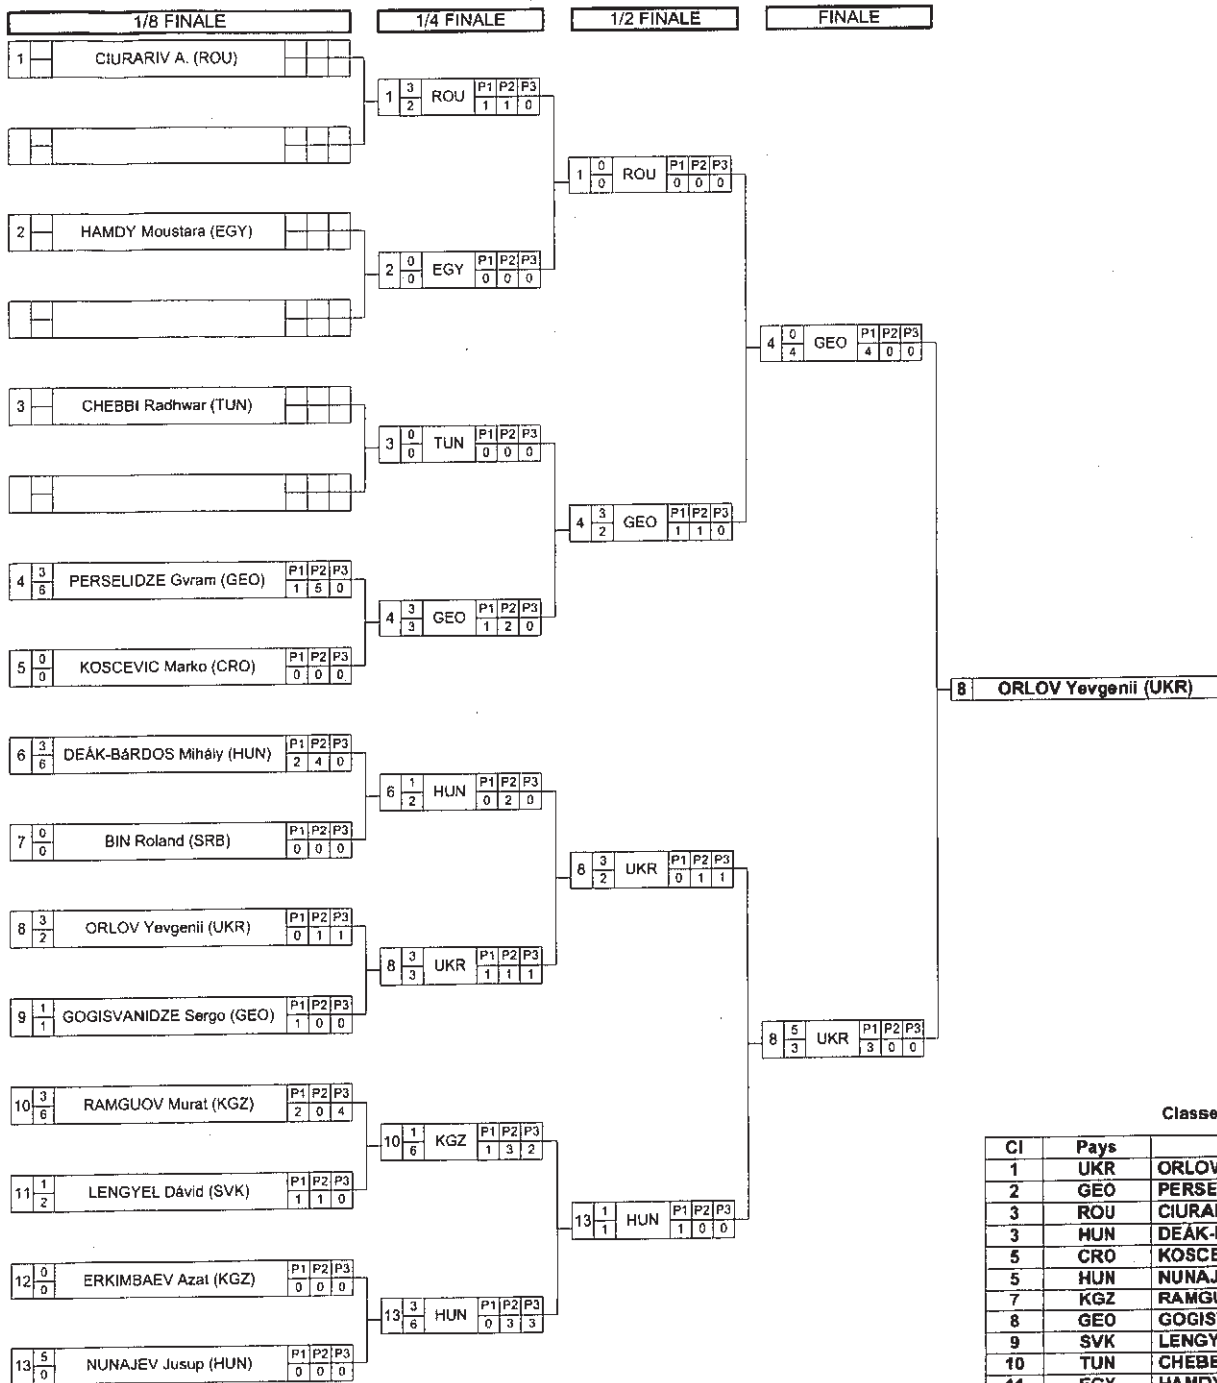 1/8 FINALE 1/4 FINALE 1/2 FINALE FINALE
1 CIURARIV A. (ROU)
1 3 2 ROU P1 P2 P3 1 1 0
1 0 0 ROU P1 P2 P3 0 0 0
2 HAMDY Moustara (EGY)
2 0 0 EGY P1 P2 P3 0 0 0
4 0 4 GEO P1 P2 P3 4 0 0
3 CHEBBI Radhwar (TUN)
3 0 0 TUN P1 P2 P3 0 0 0
4 3 2 GEO P1 P2 P3 1 1 0
4 3 6 PERSELIDZE Gvram (GEO) P1 P2 P3 1 5 0
4 3 3 GEO P1 P2 P3 1 2 0
5 0 0 KOSCEVIC Marko (CRO) P1 P2 P3 0 0 0
8 ORLOV Yevgenii (UKR)
6 3 6 DEÁK-BáRDOS Mihály (HUN) P1 P2 P3 2 4 0
6 1 2 HUN P1 P2 P3 0 2 0
7 0 0 BIN Roland (SRB) P1 P2 P3 0 0 0
8 3 2 UKR P1 P2 P3 0 1 1
8 3 2 ORLOV Yevgenii (UKR) P1 P2 P3 0 1 1
8 3 3 UKR P1 P2 P3 1 1 1
9 1 1 GOGISVANIDZE Sergo (GEO) P1 P2 P3 1 0 0
8 5 3 UKR P1 P2 P3 3 0 0
10 3 6 RAMGUOV Murat (KGZ) P1 P2 P3 2 0 4
10 1 6 KGZ P1 P2 P3 1 3 2
11 1 2 LENGYEL Dávid (SVK) P1 P2 P3 1 1 0
13 1 1 HUN P1 P2 P3 1 0 0
12 0 0 ERKIMBAEV Azat (KGZ) P1 P2 P3 0 0 0
13 3 6 HUN P1 P2 P3 0 3 3
13 5 0 NUNAJEV Jusup (HUN) P1 P2 P3 0 0 0
Classe
Cl Pays
1 UKR ORLOV
2 GEO PERSE
3 ROU CIURA
3 HUN DEÁK-
5 CRO KOSCE
5 HUN NUNAJ
7 KGZ RAMGU
8 GEO GOGIS
9 SVK LENGY
10 TUN CHEBE
11 EGY HAMDY